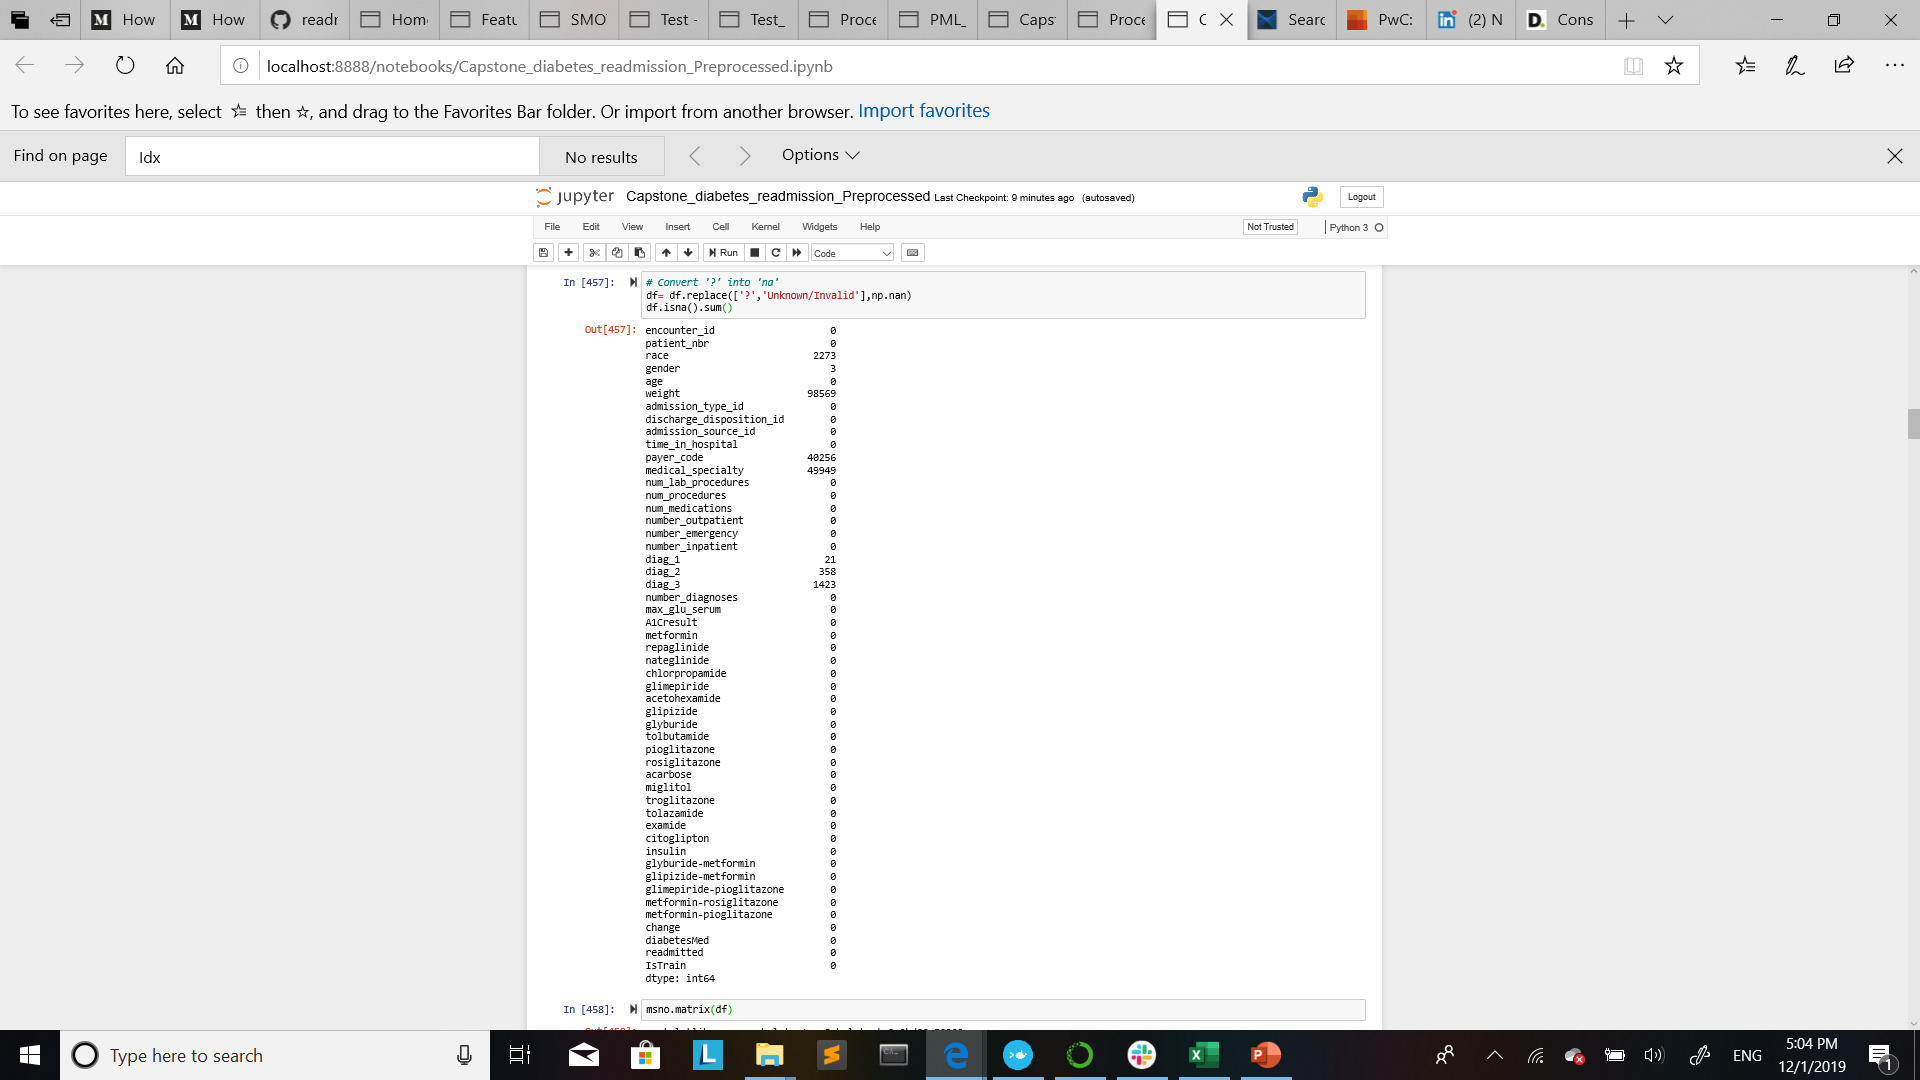 How
How
readr
Hom
Featu
SMO
Test -
Test_
Proce
PML_
Caps
Proce
C
Searc
PwC:
(2) N
Cons
localhost:8888/notebooks/Capstone_diabetes_readmission_Preprocessed.ipynb
To see favorites here, select then ☆, and drag to the Favorites Bar folder. Or import from another browser. Import favorites
Find on page
Idx
No results
Options
jupyter Capstone_diabetes_readmission_Preprocessed Last Checkpoint: 9 minutes ago (autosaved)
Logout
File Edit View Insert Cell Kernel Widgets Help
Not Trusted
Python 3
Run
Code
In [457]:
# Convert '?' into 'na'
df= df.replace(['?','Unknown/Invalid'],np.nan)
df.isna().sum()
Out[457]:
encounter_id 0
patient_nbr 0
race 2273
gender 3
age 0
weight 98569
admission_type_id 0
discharge_disposition_id 0
admission_source_id 0
time_in_hospital 0
payer_code 40256
medical_specialty 49949
num_lab_procedures 0
num_procedures 0
num_medications 0
number_outpatient 0
number_emergency 0
number_inpatient 0
diag_1 21
diag_2 358
diag_3 1423
number_diagnoses 0
max_glu_serum 0
A1Cresult 0
metformin 0
repaglinide 0
nateglinide 0
chlorpropamide 0
glimepiride 0
acetohexamide 0
glipizide 0
glyburide 0
tolbutamide 0
pioglitazone 0
rosiglitazone 0
acarbose 0
miglitol 0
troglitazone 0
tolazamide 0
examide 0
citoglipton 0
insulin 0
glyburide-metformin 0
glipizide-metformin 0
glimepiride-pioglitazone 0
metformin-rosiglitazone 0
metformin-pioglitazone 0
change 0
diabetesMed 0
readmitted 0
IsTrain 0
dtype: int64
In [458]:
msno.matrix(df)
Type here to search
ENG
5:04 PM
12/1/2019
1